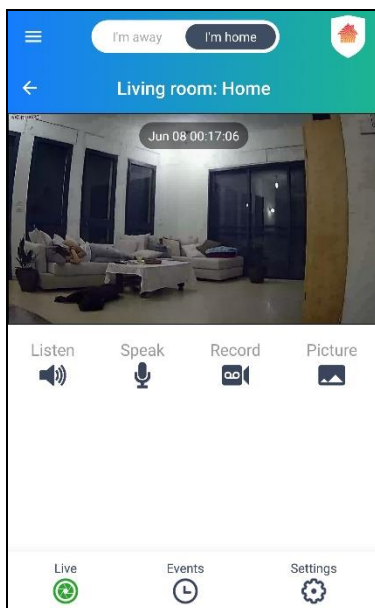 I'm away I'm home
Living room: Home
Jun 08 00:17:06
Listen Speak Record Picture
Live Events Settings